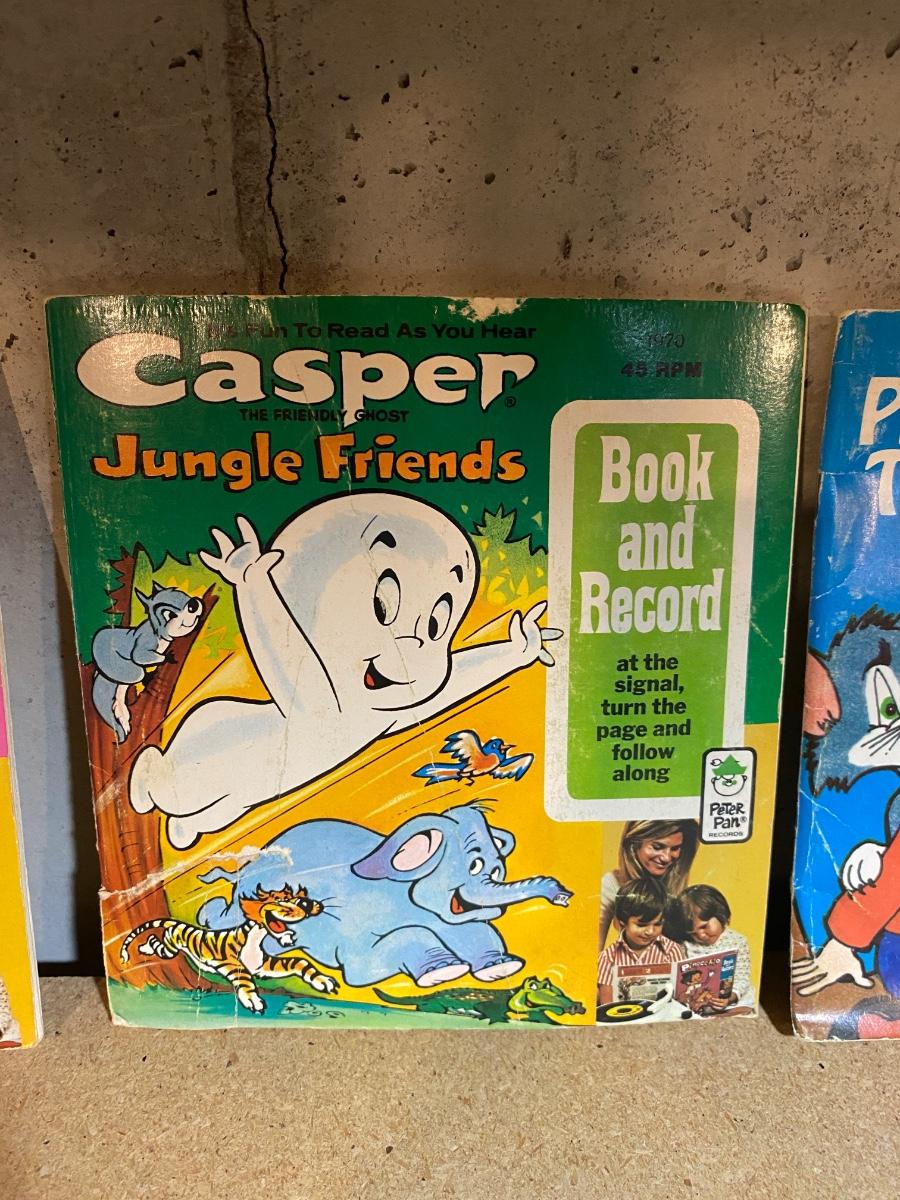 It's Fun To Read As You Hear
Casper®
THE FRIENDLY GHOST
Jungle Friends
1970
45 RPM
Book
and
Record
at the
signal,
turn the
page and
follow
along
PETER
PAN®
RECORDS
PINOCCHIO
P
T